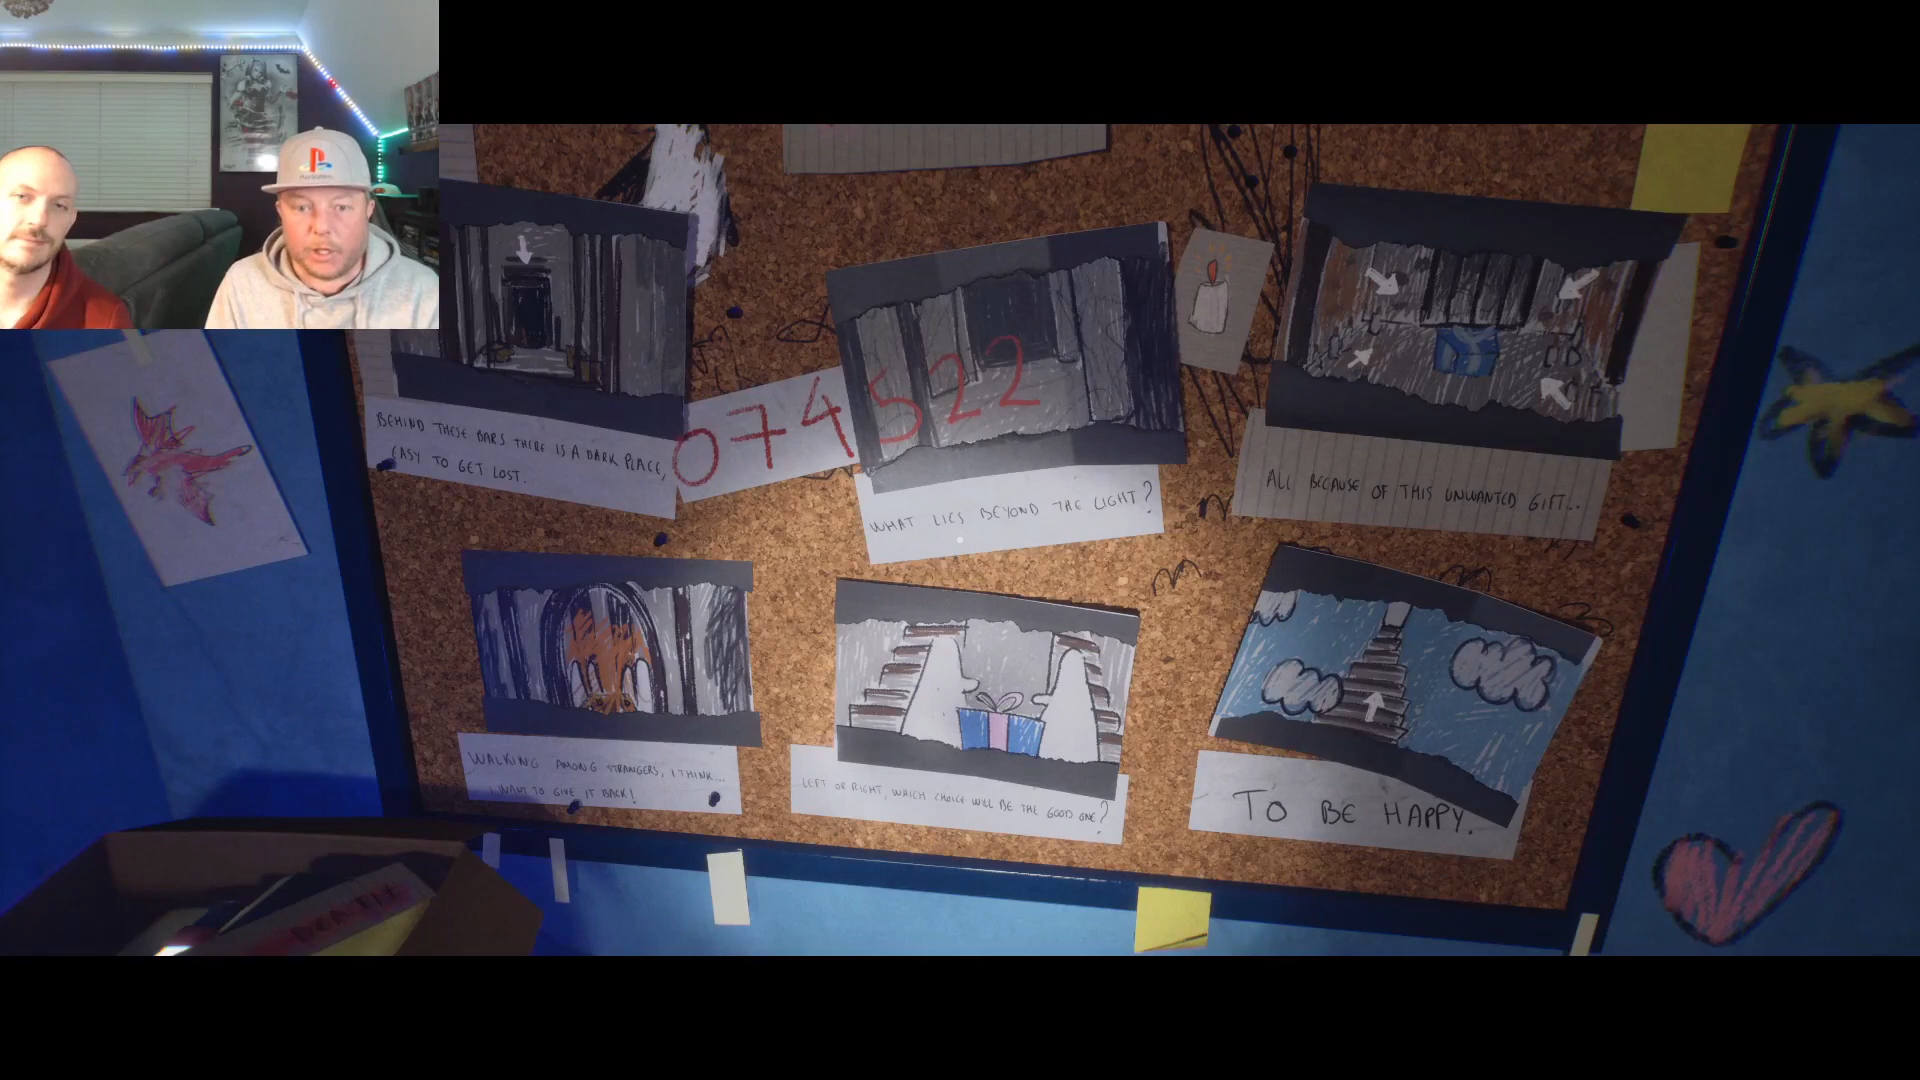 PlayStation
BEHIND THESE BARS THERE IS A DARK PLACE,
EASY TO GET LOST.
074522
WHAT LIES BEYOND THE LIGHT?
ALL BECAUSE OF THIS UNWANTED GIFT...
WALKING AMONG STRANGERS, I THINK...
I WANT TO GIVE IT BACK!
LEFT OR RIGHT, WHICH CHOICE WILL BE THE GOOD ONE?
TO BE HAPPY.
DEATH